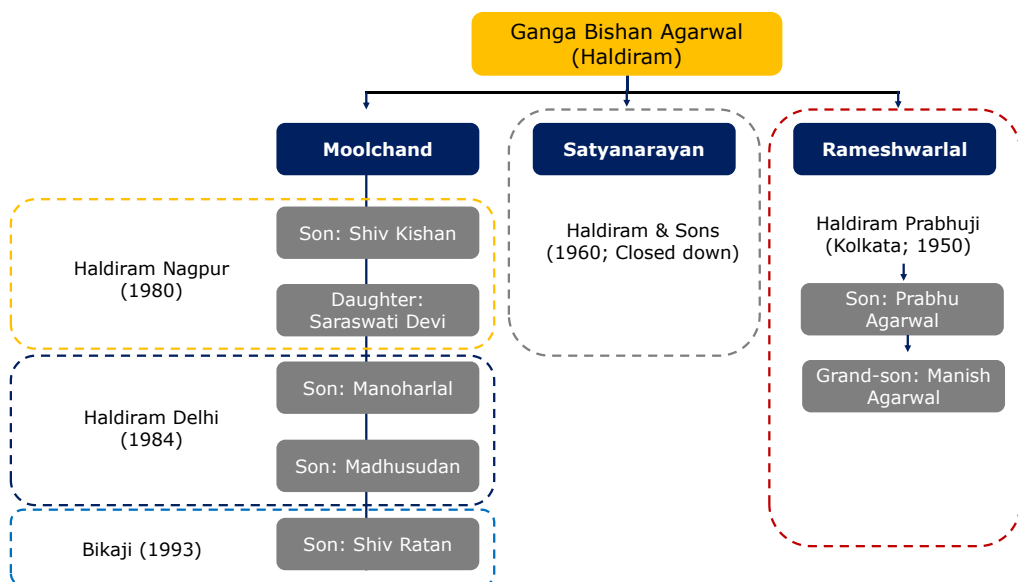 Ganga Bishan Agarwal
(Haldiram)
Moolchand
Satyanarayan
Rameshwarlal
Haldiram Nagpur
(1980)
Son: Shiv Kishan
Daughter:
Saraswati Devi
Haldiram Delhi
(1984)
Son: Manoharlal
Son: Madhusudan
Bikaji (1993)
Son: Shiv Ratan
Haldiram & Sons
(1960; Closed down)
Haldiram Prabhuji
(Kolkata; 1950)
Son: Prabhu
Agarwal
Grand-son: Manish
Agarwal